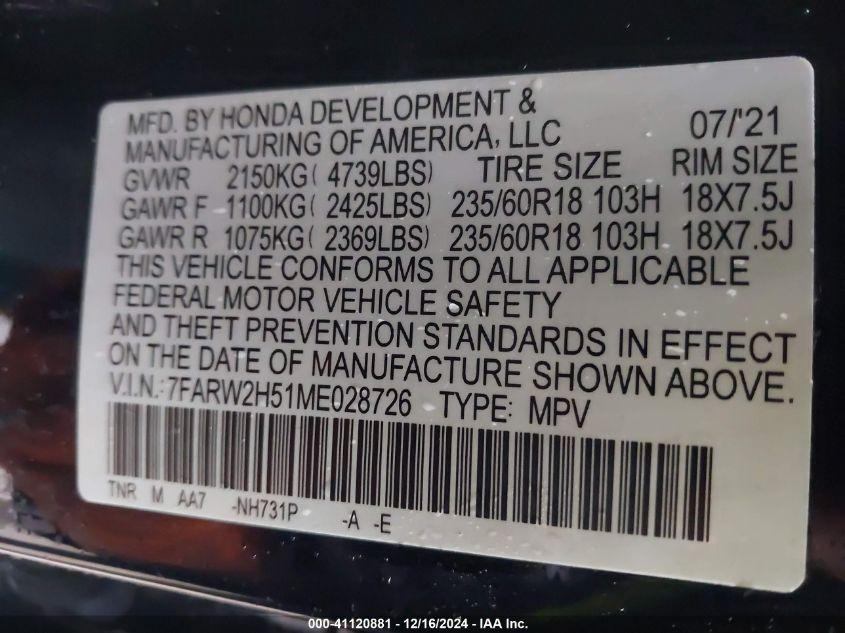 MFD. BY HONDA DEVELOPMENT &
MANUFACTURING OF AMERICA, LLC 07/'21
GVWR 2150KG( 4739LBS) TIRE SIZE RIM SIZE
GAWR F 1100KG( 2425LBS) 235/60R18 103H 18X7.5J
GAWR R 1075KG( 2369LBS) 235/60R18 103H 18X7.5J
THIS VEHICLE CONFORMS TO ALL APPLICABLE
FEDERAL MOTOR VEHICLE SAFETY
AND THEFT PREVENTION STANDARDS IN EFFECT
ON THE DATE OF MANUFACTURE SHOWN ABOVE.
V.I.N.: 7FARW2H51ME028726 TYPE: MPV
TNR M AA7 -NH731P -A -E
000-41120881 - 12/16/2024 - IAA Inc.